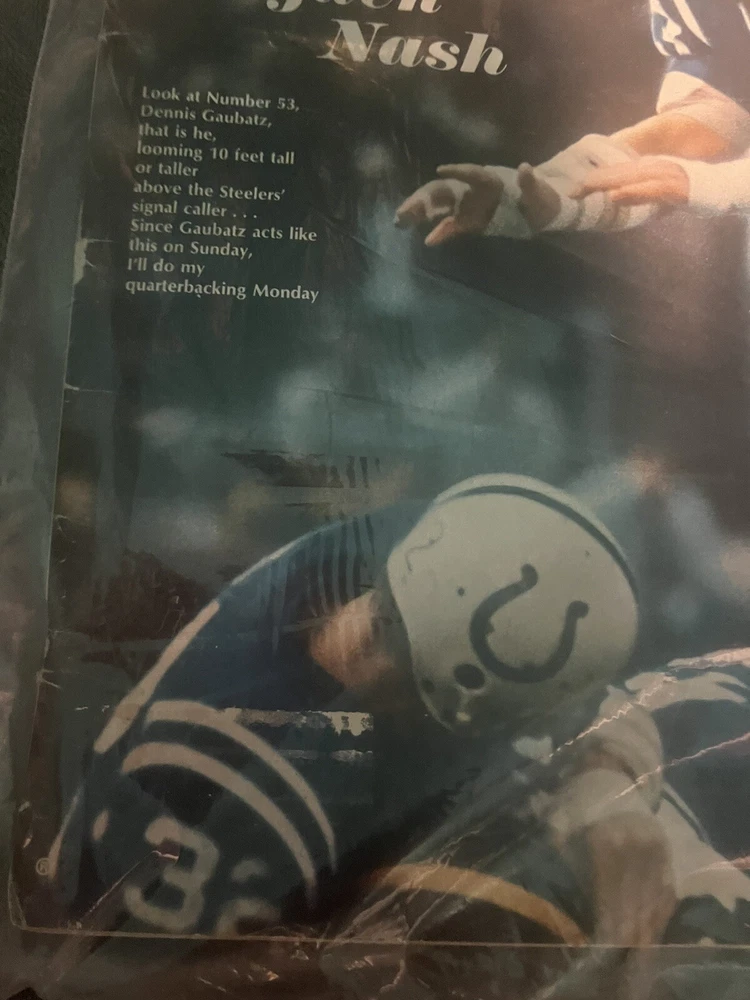 Nash
Look at Number 53,
Dennis Gaubatz,
that is he,
looming 10 feet tall
or taller
above the Steelers'
signal caller . . .
Since Gaubatz acts like
this on Sunday,
I'll do my
quarterbacking Monday
®